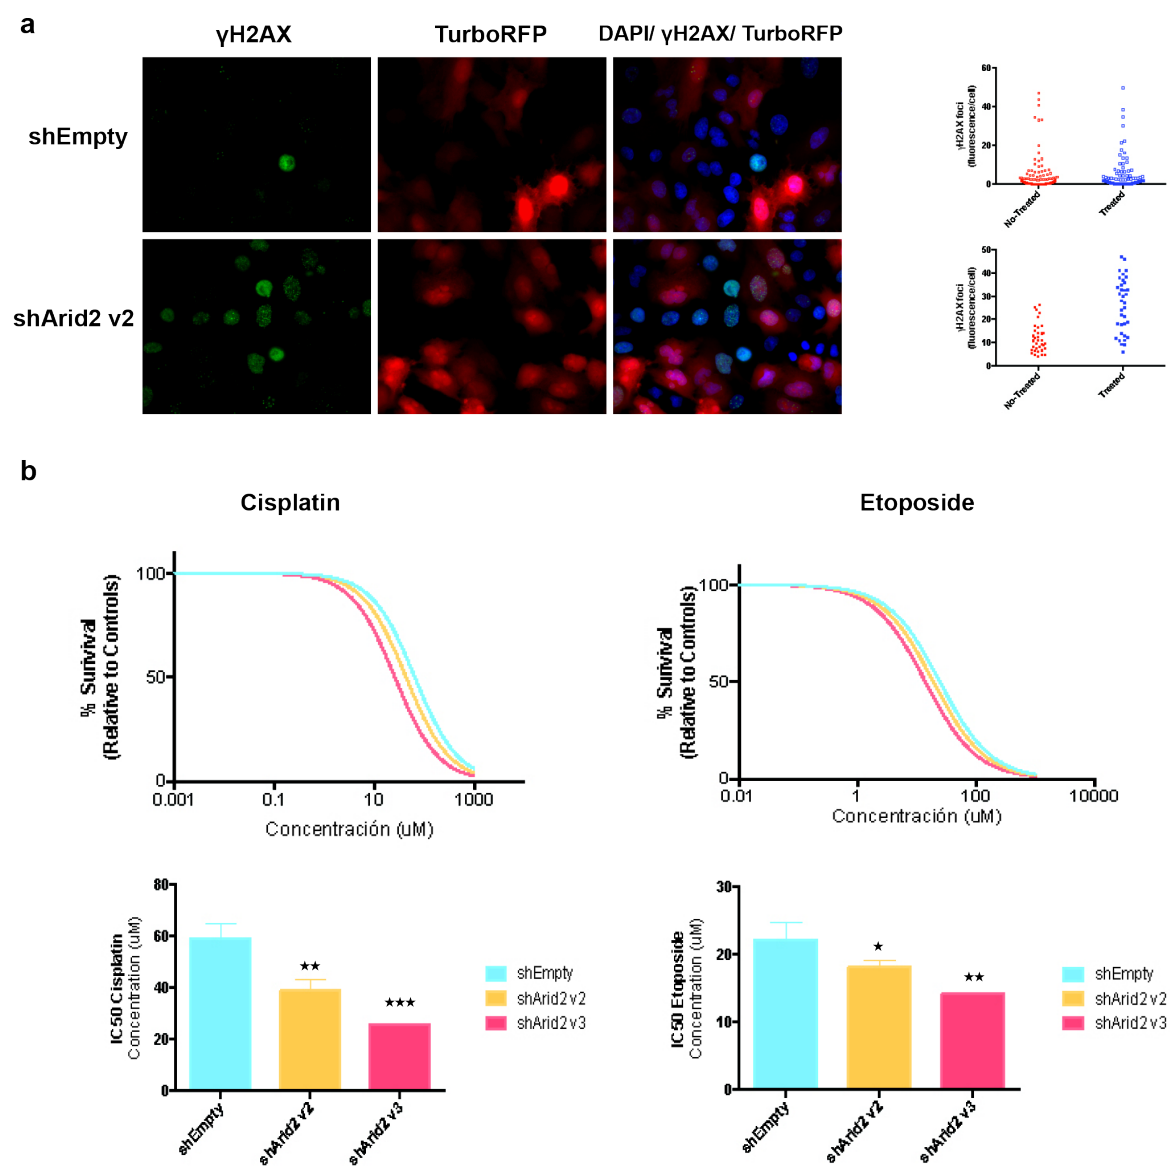 a
γH2AX
TurboRFP
DAPI/ γH2AX/ TurboRFP
shEmpty
shArid2 v2
γH2AX foci
(fluorescence/cell)
60
40
20
0
No-Treated
Treated
γH2AX foci
(fluorescence/cell)
50
40
30
20
10
0
No-Treated
Treated
b
Cisplatin
% Surivival
(Relative to Controls)
100
50
0
0.001
0.1
10
1000
Concentración (uM)
Etoposide
% Surivival
(Relative to Controls)
100
50
0
0.01
1
100
10000
Concentración (uM)
IC50 Cisplatin
Concentration (uM)
80
60
40
20
0
★★
★★★
shEmpty
shArid2 v2
shArid2 v3
shEmpty
shArid2 v2
shArid2 v3
IC50 Etoposide
Concentration (uM)
30
20
10
0
★
★★
shEmpty
shArid2 v2
shArid2 v3
shEmpty
shArid2 v2
shArid2 v3